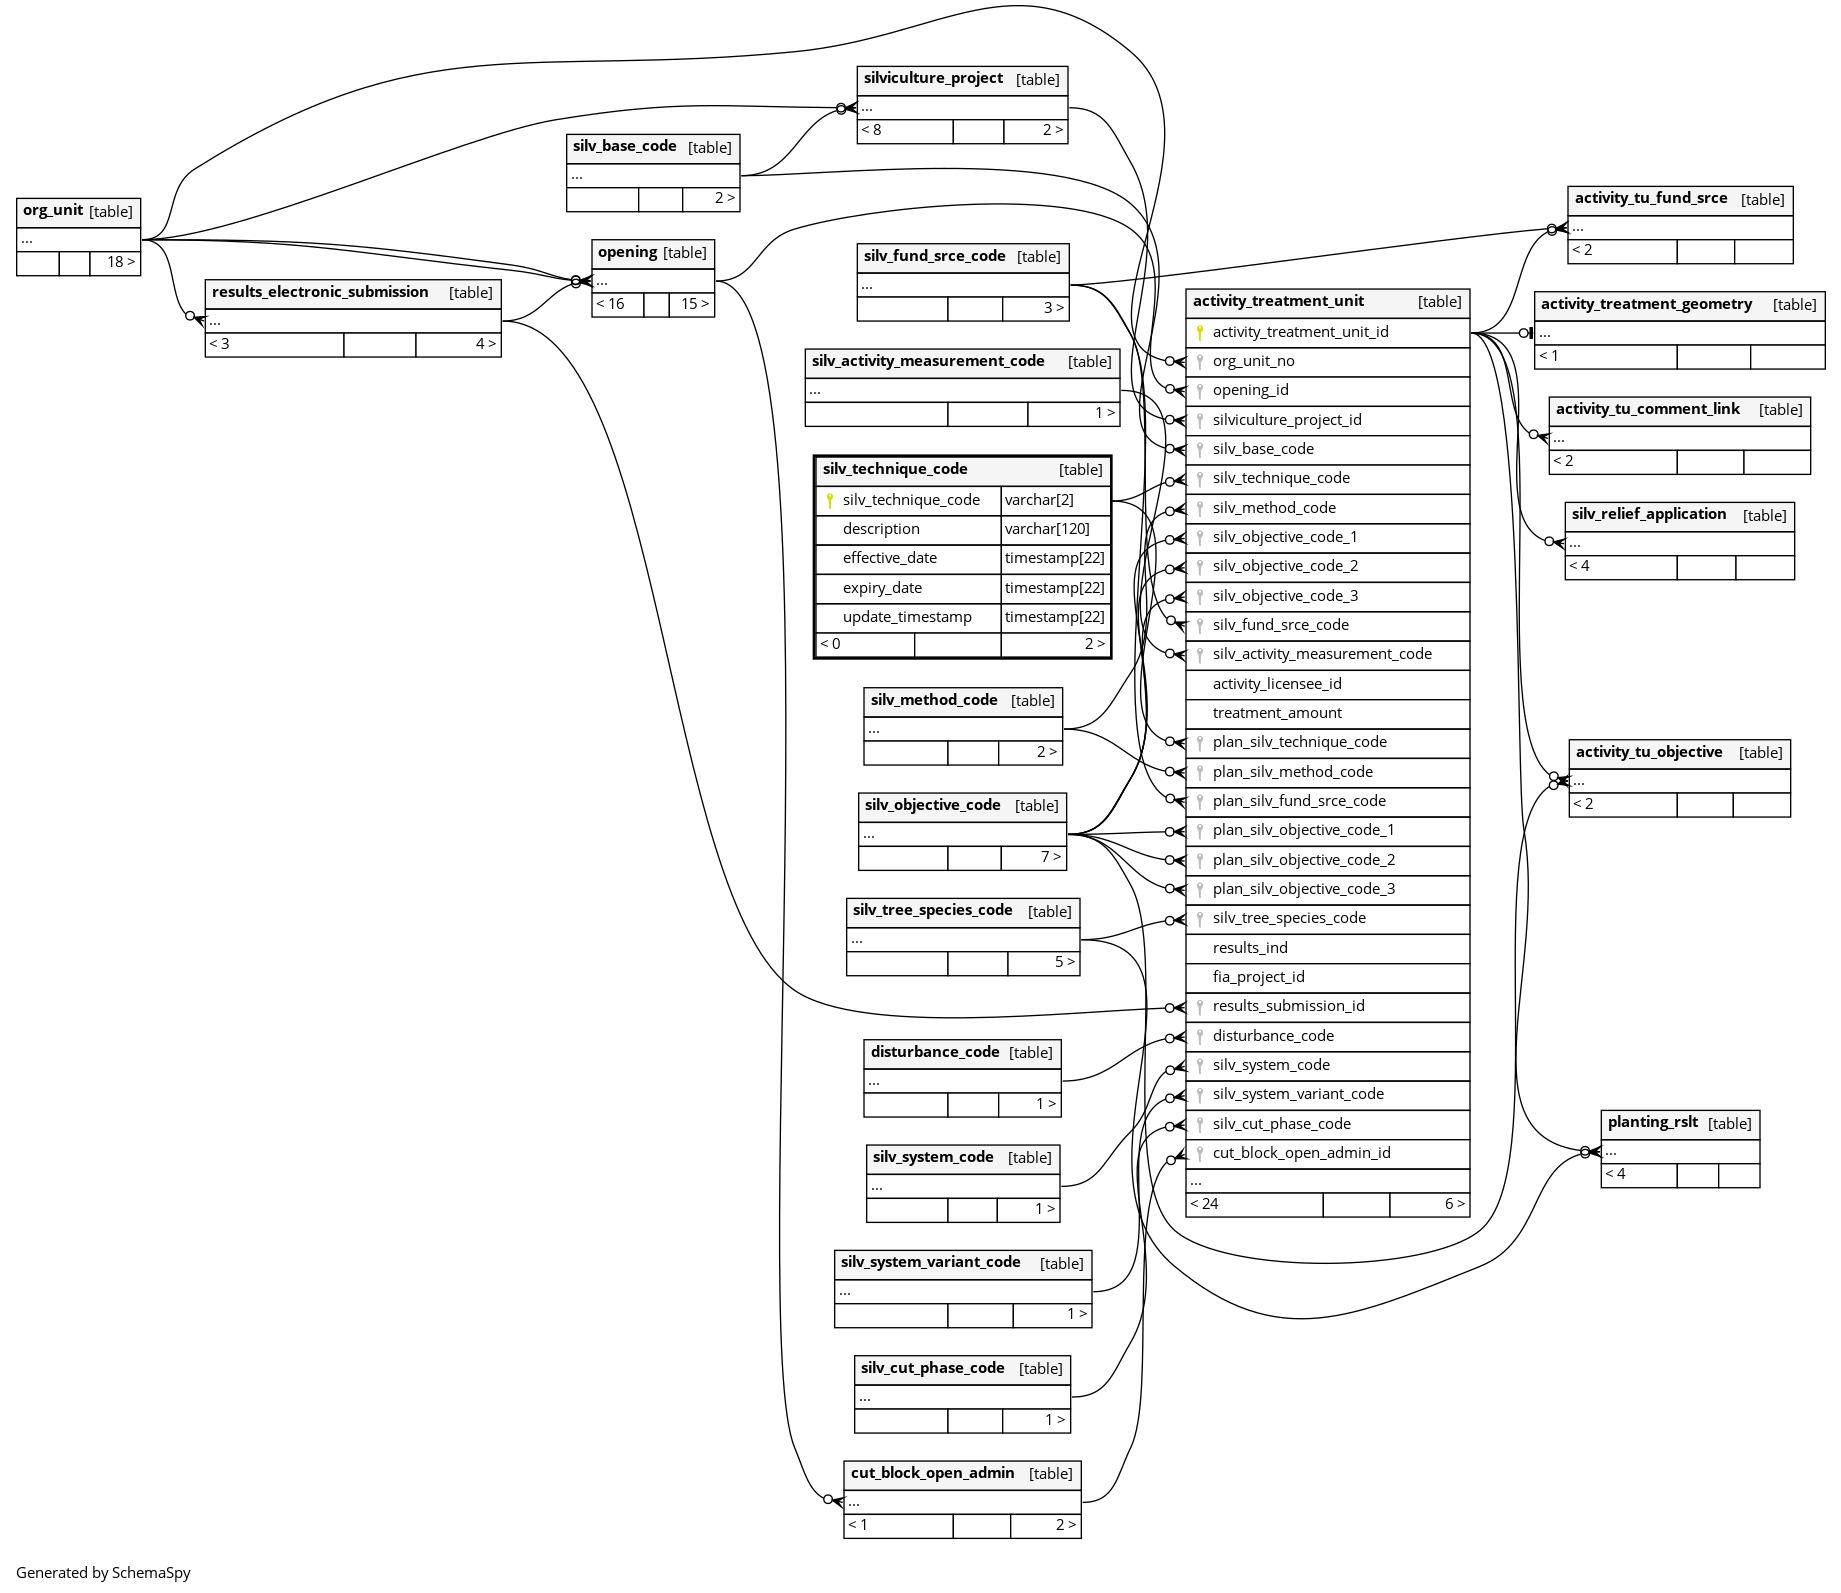 org_unit [table]
...
18 >
results_electronic_submission [table]
...
< 3 4 >
silv_base_code [table]
...
2 >
opening [table]
...
< 16 15 >
silviculture_project [table]
...
< 8 2 >
silv_fund_srce_code [table]
...
3 >
silv_activity_measurement_code [table]
...
1 >
silv_technique_code [table]
silv_technique_code varchar[2]
description varchar[120]
effective_date timestamp[22]
expiry_date timestamp[22]
update_timestamp timestamp[22]
< 0 2 >
silv_method_code [table]
...
2 >
silv_objective_code [table]
...
7 >
silv_tree_species_code [table]
...
5 >
disturbance_code [table]
...
1 >
silv_system_code [table]
...
1 >
silv_system_variant_code [table]
...
1 >
silv_cut_phase_code [table]
...
1 >
cut_block_open_admin [table]
...
< 1 2 >
activity_treatment_unit [table]
activity_treatment_unit_id
org_unit_no
opening_id
silviculture_project_id
silv_base_code
silv_technique_code
silv_method_code
silv_objective_code_1
silv_objective_code_2
silv_objective_code_3
silv_fund_srce_code
silv_activity_measurement_code
activity_licensee_id
treatment_amount
plan_silv_technique_code
plan_silv_method_code
plan_silv_fund_srce_code
plan_silv_objective_code_1
plan_silv_objective_code_2
plan_silv_objective_code_3
silv_tree_species_code
results_ind
fia_project_id
results_submission_id
disturbance_code
silv_system_code
silv_system_variant_code
silv_cut_phase_code
cut_block_open_admin_id
...
< 24 6 >
activity_tu_fund_srce [table]
...
< 2
activity_treatment_geometry [table]
...
< 1
activity_tu_comment_link [table]
...
< 2
silv_relief_application [table]
...
< 4
activity_tu_objective [table]
...
< 2
planting_rslt [table]
...
< 4
Generated by SchemaSpy